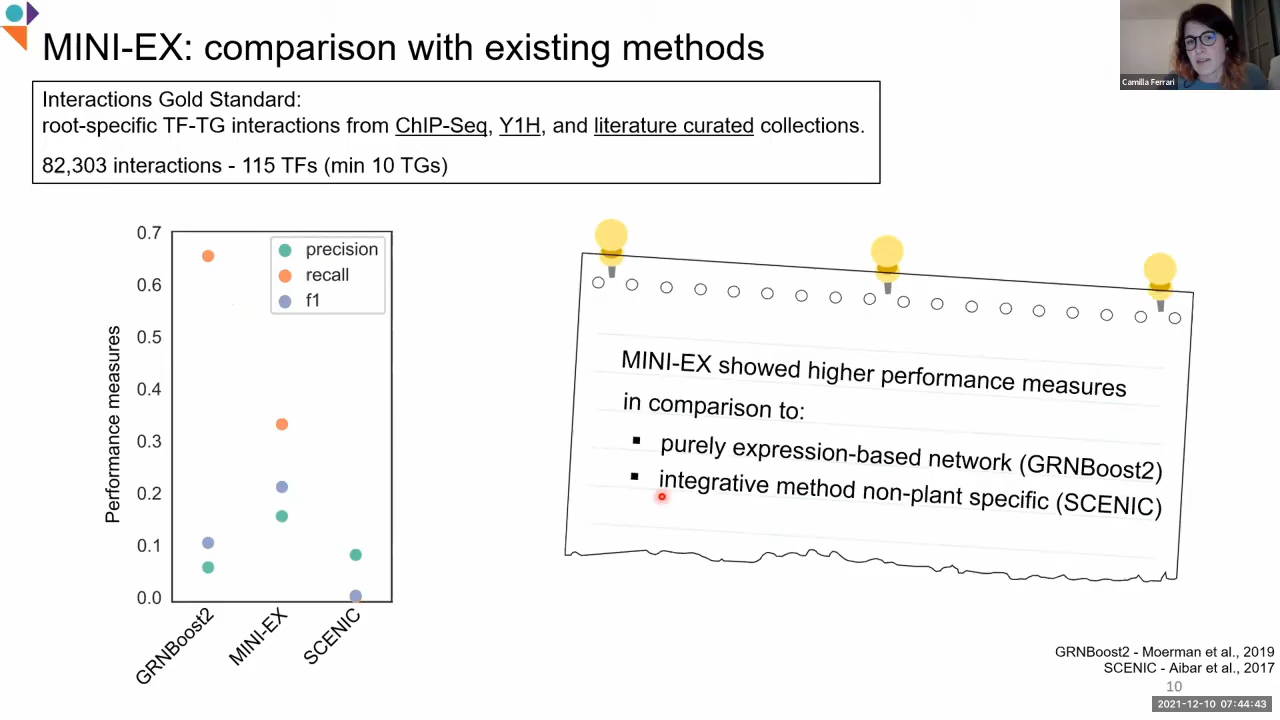 MINI-EX: comparison with existing methods
Camilla Ferrari
Interactions Gold Standard:
root-specific TF-TG interactions from ChIP-Seq, Y1H, and literature curated collections.
82,303 interactions - 115 TFs (min 10 TGs)
0.7
0.6
0.5
0.4
0.3
0.2
0.1
0.0
Performance measures
precision
recall
f1
GRNBoost2
MINI-EX
SCENIC
MINI-EX showed higher performance measures
in comparison to:
▪ purely expression-based network (GRNBoost2)
▪ integrative method non-plant specific (SCENIC)
GRNBoost2 - Moerman et al., 2019
SCENIC - Aibar et al., 2017
10
2021-12-10 07:44:43